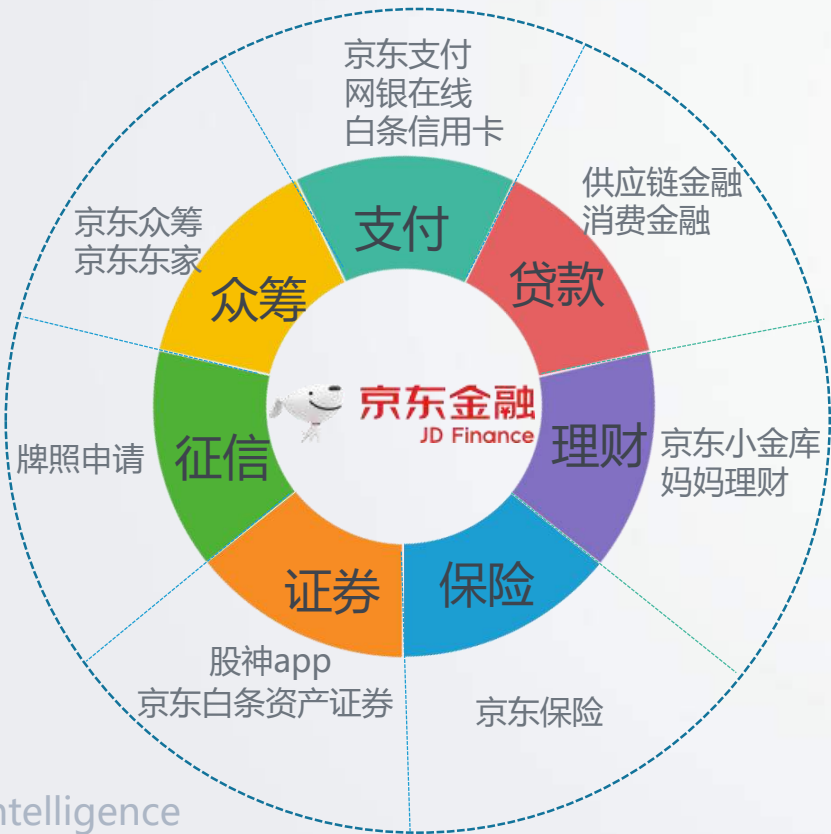 京东支付
网银在线
白条信用卡
支付
供应链金融
消费金融
贷款
京东众筹
京东东家
众筹
京东金融
JD Finance
理财
京东小金库
妈妈理财
征信
牌照申请
证券
股神app
京东白条资产证券
保险
京东保险
ntelligence